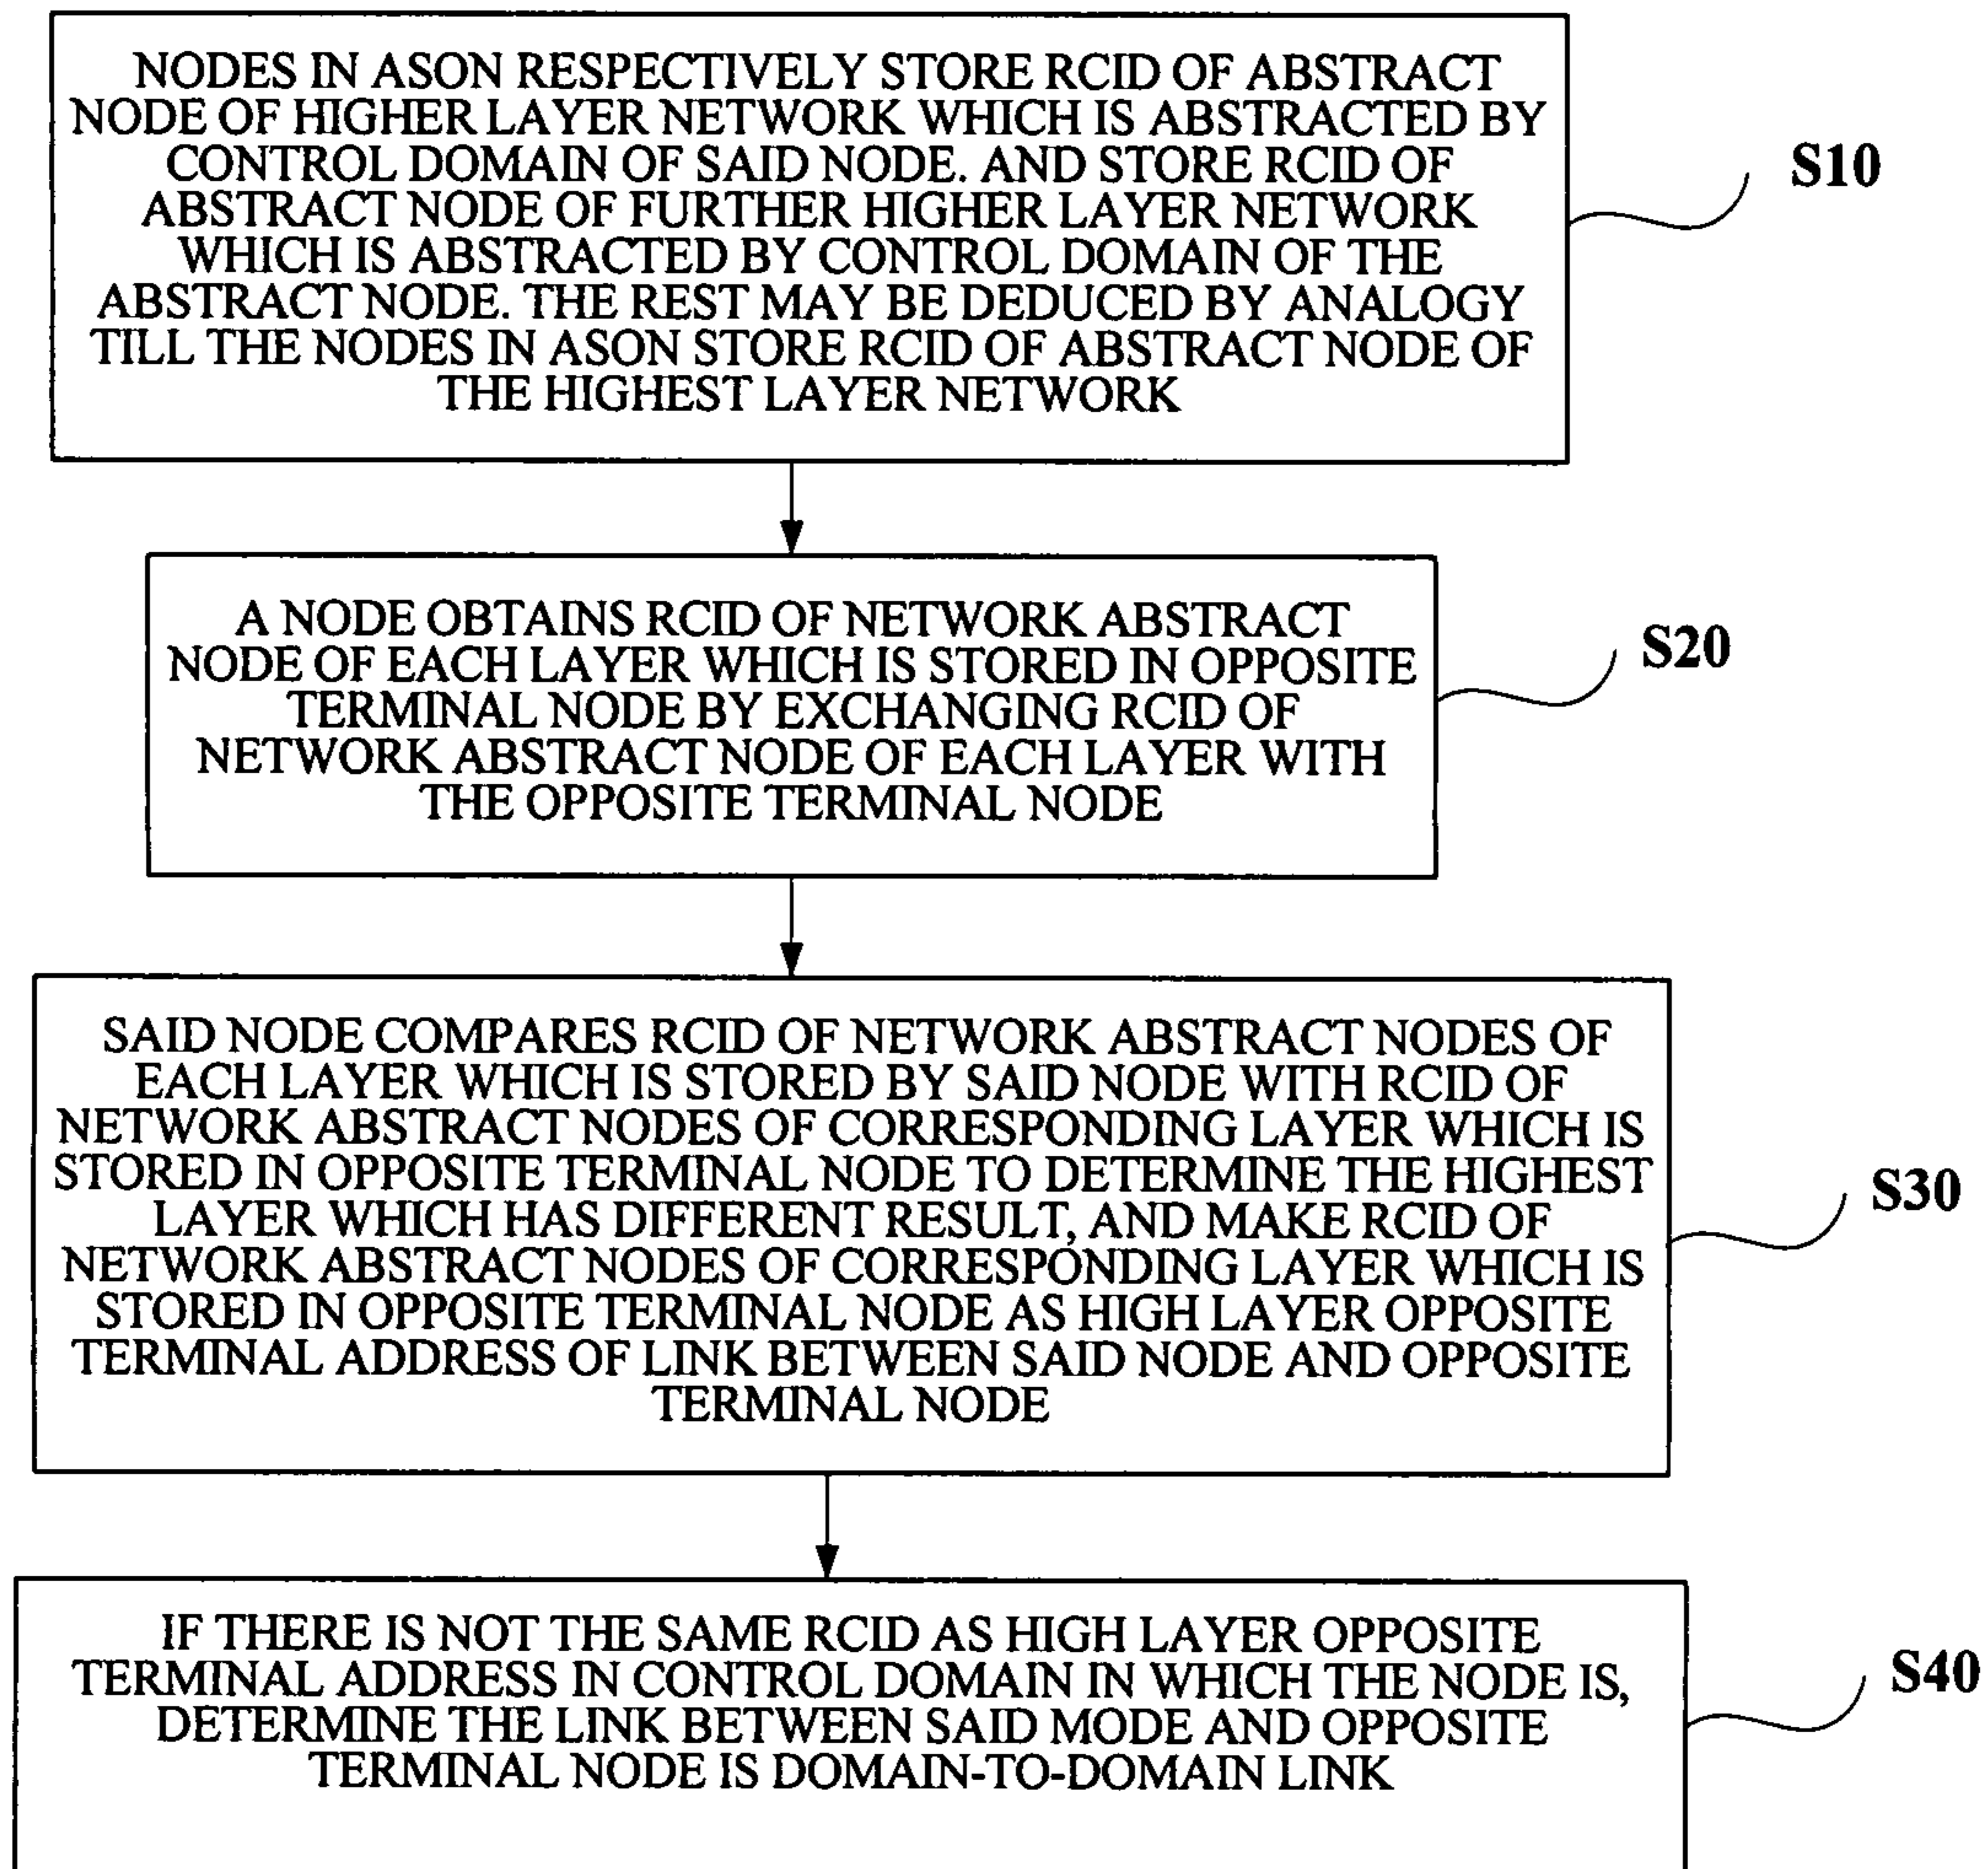 NODES IN ASON RESPECTIVELY STORE RCID OF ABSTRACT
NODE OF HIGHER LAYER NETWORK WHICH IS ABSTRACTED BY
CONTROL DOMAIN OF SAID NODE. AND STORE RCID OF
ABSTRACT NODE OF FURTHER HIGHER LAYER NETWORK
WHICH IS ABSTRACTED BY CONTROL DOMAIN OF THE
ABSTRACT NODE. THE REST MAY BE DEDUCED BY ANALOGY
TILL THE NODES IN ASON STORE RCID OF ABSTRACT NODE OF
THE HIGHEST LAYER NETWORK
S10
A NODE OBTAINS RCID OF NETWORK ABSTRACT
NODE OF EACH LAYER WHICH IS STORED IN OPPOSITE
TERMINAL NODE BY EXCHANGING RCID OF
NETWORK ABSTRACT NODE OF EACH LAYER WITH
THE OPPOSITE TERMINAL NODE
S20
SAID NODE COMPARES RCID OF NETWORK ABSTRACT NODES OF
EACH LAYER WHICH IS STORED BY SAID NODE WITH RCID OF
NETWORK ABSTRACT NODES OF CORRESPONDING LAYER WHICH IS
STORED IN OPPOSITE TERMINAL NODE TO DETERMINE THE HIGHEST
LAYER WHICH HAS DIFFERENT RESULT, AND MAKE RCID OF
NETWORK ABSTRACT NODES OF CORRESPONDING LAYER WHICH IS
STORED IN OPPOSITE TERMINAL NODE AS HIGH LAYER OPPOSITE
TERMINAL ADDRESS OF LINK BETWEEN SAID NODE AND OPPOSITE
TERMINAL NODE
S30
IF THERE IS NOT THE SAME RCID AS HIGH LAYER OPPOSITE
TERMINAL ADDRESS IN CONTROL DOMAIN IN WHICH THE NODE IS,
DETERMINE THE LINK BETWEEN SAID MODE AND OPPOSITE
TERMINAL NODE IS DOMAIN-TO-DOMAIN LINK
S40